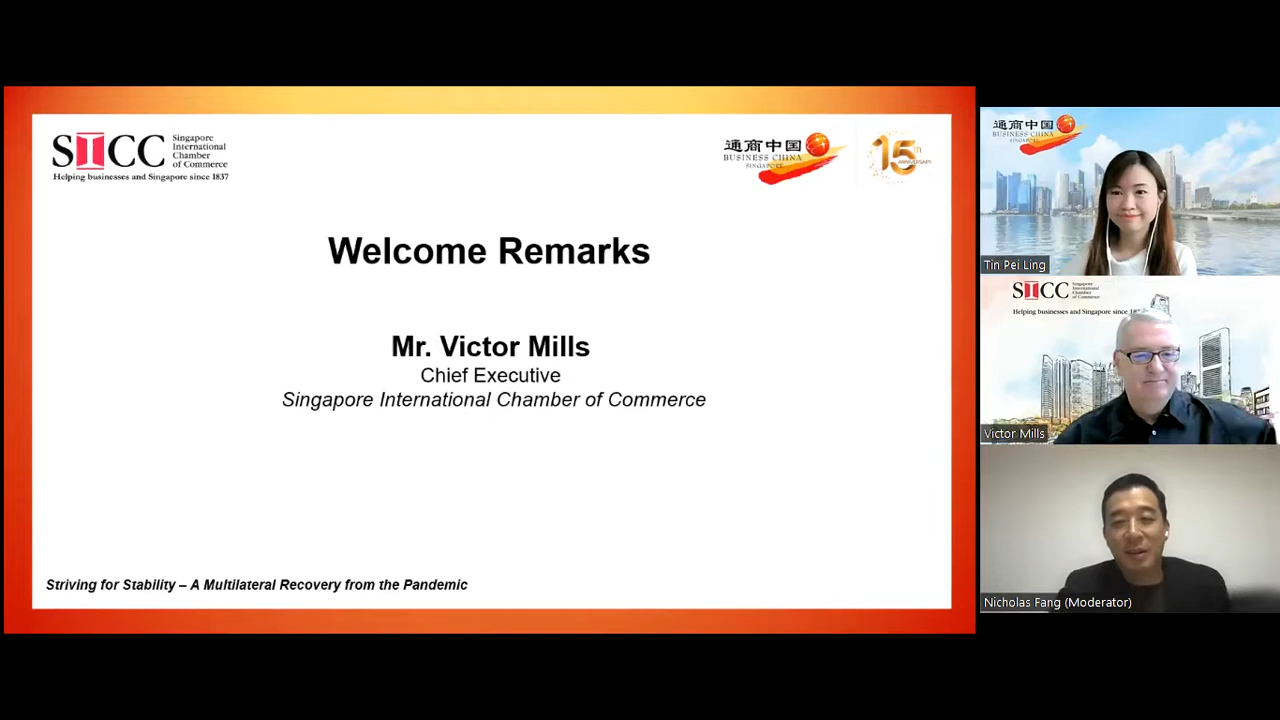 SICC
Singapore
International
Chamber
of Commerce
Helping businesses and Singapore since 1837
通商中国
BUSINESS CHINA
SINGAPORE
15th
ANNIVERSARY
Welcome Remarks
Mr. Victor Mills
Chief Executive
Singapore International Chamber of Commerce
Striving for Stability – A Multilateral Recovery from the Pandemic
通商中国
BUSINESS CHINA
SINGAPORE
Tin Pei Ling
SICC
Singapore
International
Chamber
of Commerce
Helping businesses and Singapore since
Victor Mills
Nicholas Fang (Moderator)